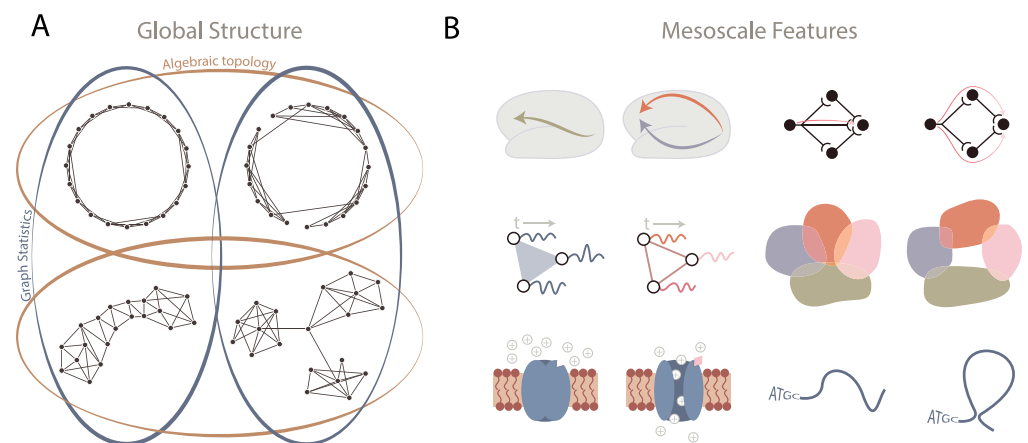 A
Global Structure
B
Mesoscale Features
Algebraic topology
Graph Statistics
t
t
+ + + + + + + +
+ + + + + + + +
ATGC
ATGC